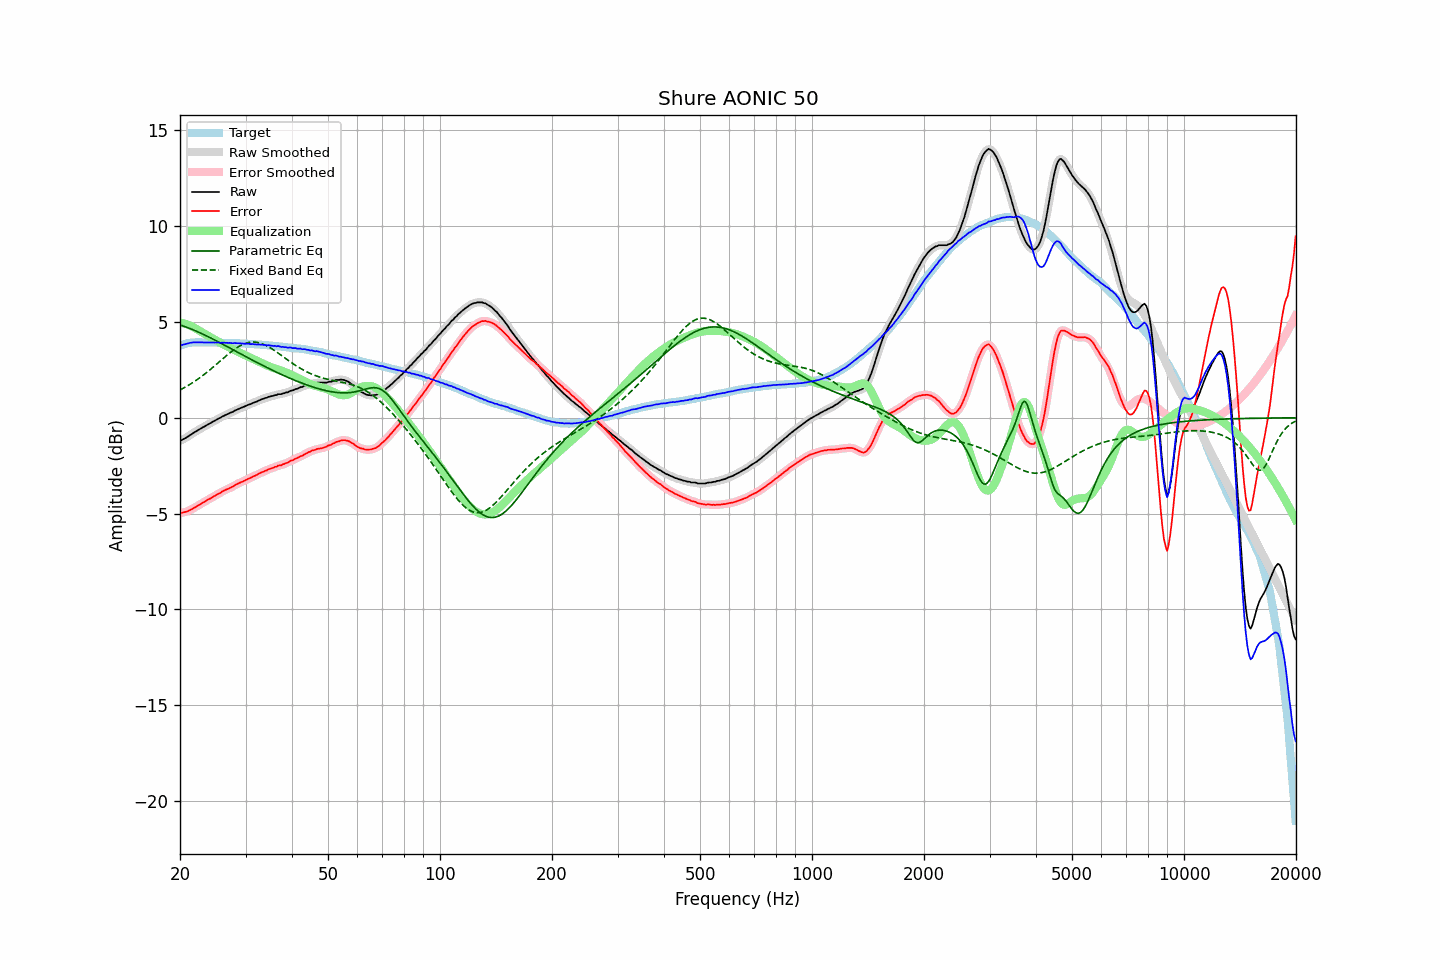 Shure AONIC 50
15
10
5
0
−5
−10
−15
−20
Amplitude (dBr)
Target
Raw Smoothed
Error Smoothed
Raw
Error
Equalization
Parametric Eq
Fixed Band Eq
Equalized
20 50 100 200 500 1000 2000 5000 10000 20000
Frequency (Hz)